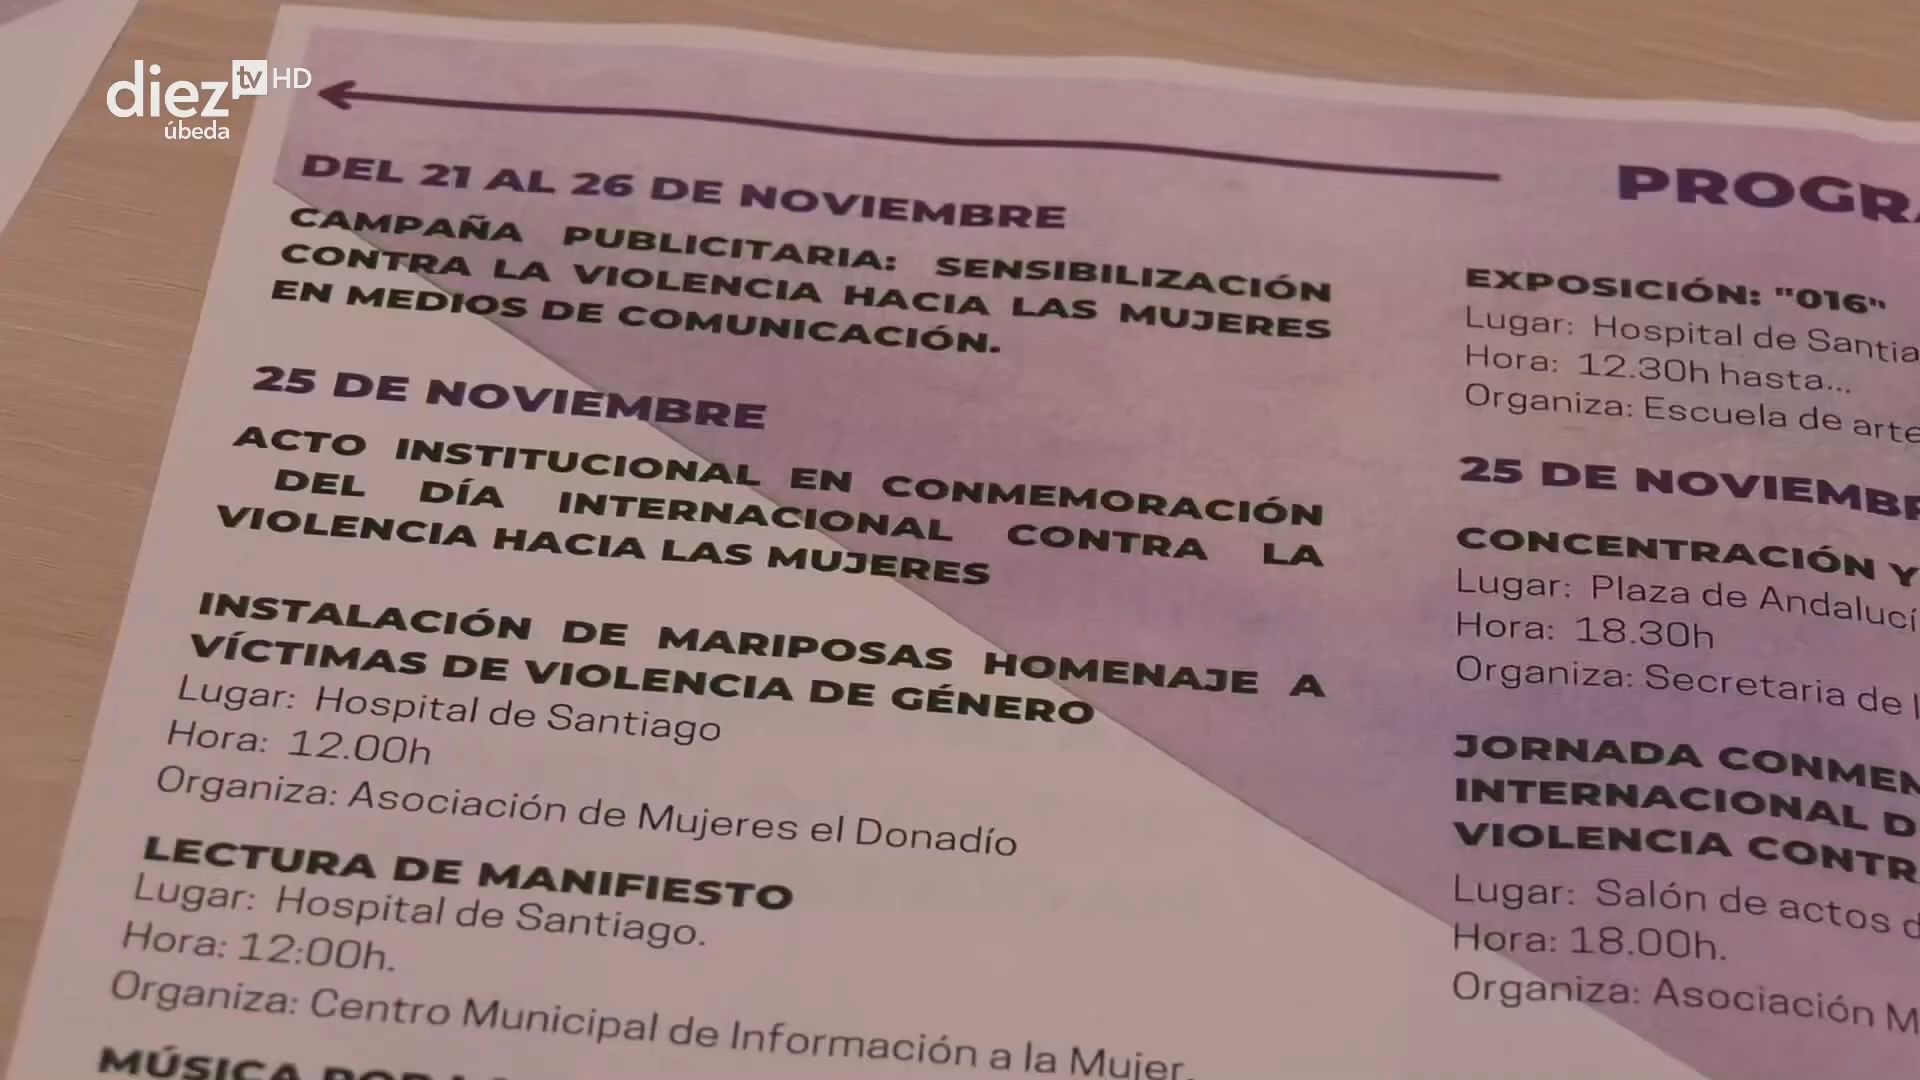 diez tv HD
úbeda
DEL 21 AL 26 DE NOVIEMBRE
CAMPAÑA PUBLICITARIA: SENSIBILIZACIÓN
CONTRA LA VIOLENCIA HACIA LAS MUJERES
EN MEDIOS DE COMUNICACIÓN.
25 DE NOVIEMBRE
ACTO INSTITUCIONAL EN CONMEMORACIÓN
DEL DÍA INTERNACIONAL CONTRA LA
VIOLENCIA HACIA LAS MUJERES
INSTALACIÓN DE MARIPOSAS HOMENAJE A
VÍCTIMAS DE VIOLENCIA DE GÉNERO
Lugar: Hospital de Santiago
Hora: 12.00h
Organiza: Asociación de Mujeres el Donadío
LECTURA DE MANIFIESTO
Lugar: Hospital de Santiago.
Hora: 12:00h.
Organiza: Centro Municipal de Información a la Mujer.
MÚSICA POR
PROGRA
EXPOSICIÓN: "016"
Lugar: Hospital de Santia
Hora: 12.30h hasta...
Organiza: Escuela de arte
25 DE NOVIEMBR
CONCENTRACIÓN Y
Lugar: Plaza de Andalucí
Hora: 18.30h
Organiza: Secretaria de
JORNADA CONMEM
INTERNACIONAL D
VIOLENCIA CONTR
Lugar: Salón de actos d
Hora: 18.00h.
Organiza: Asociación M